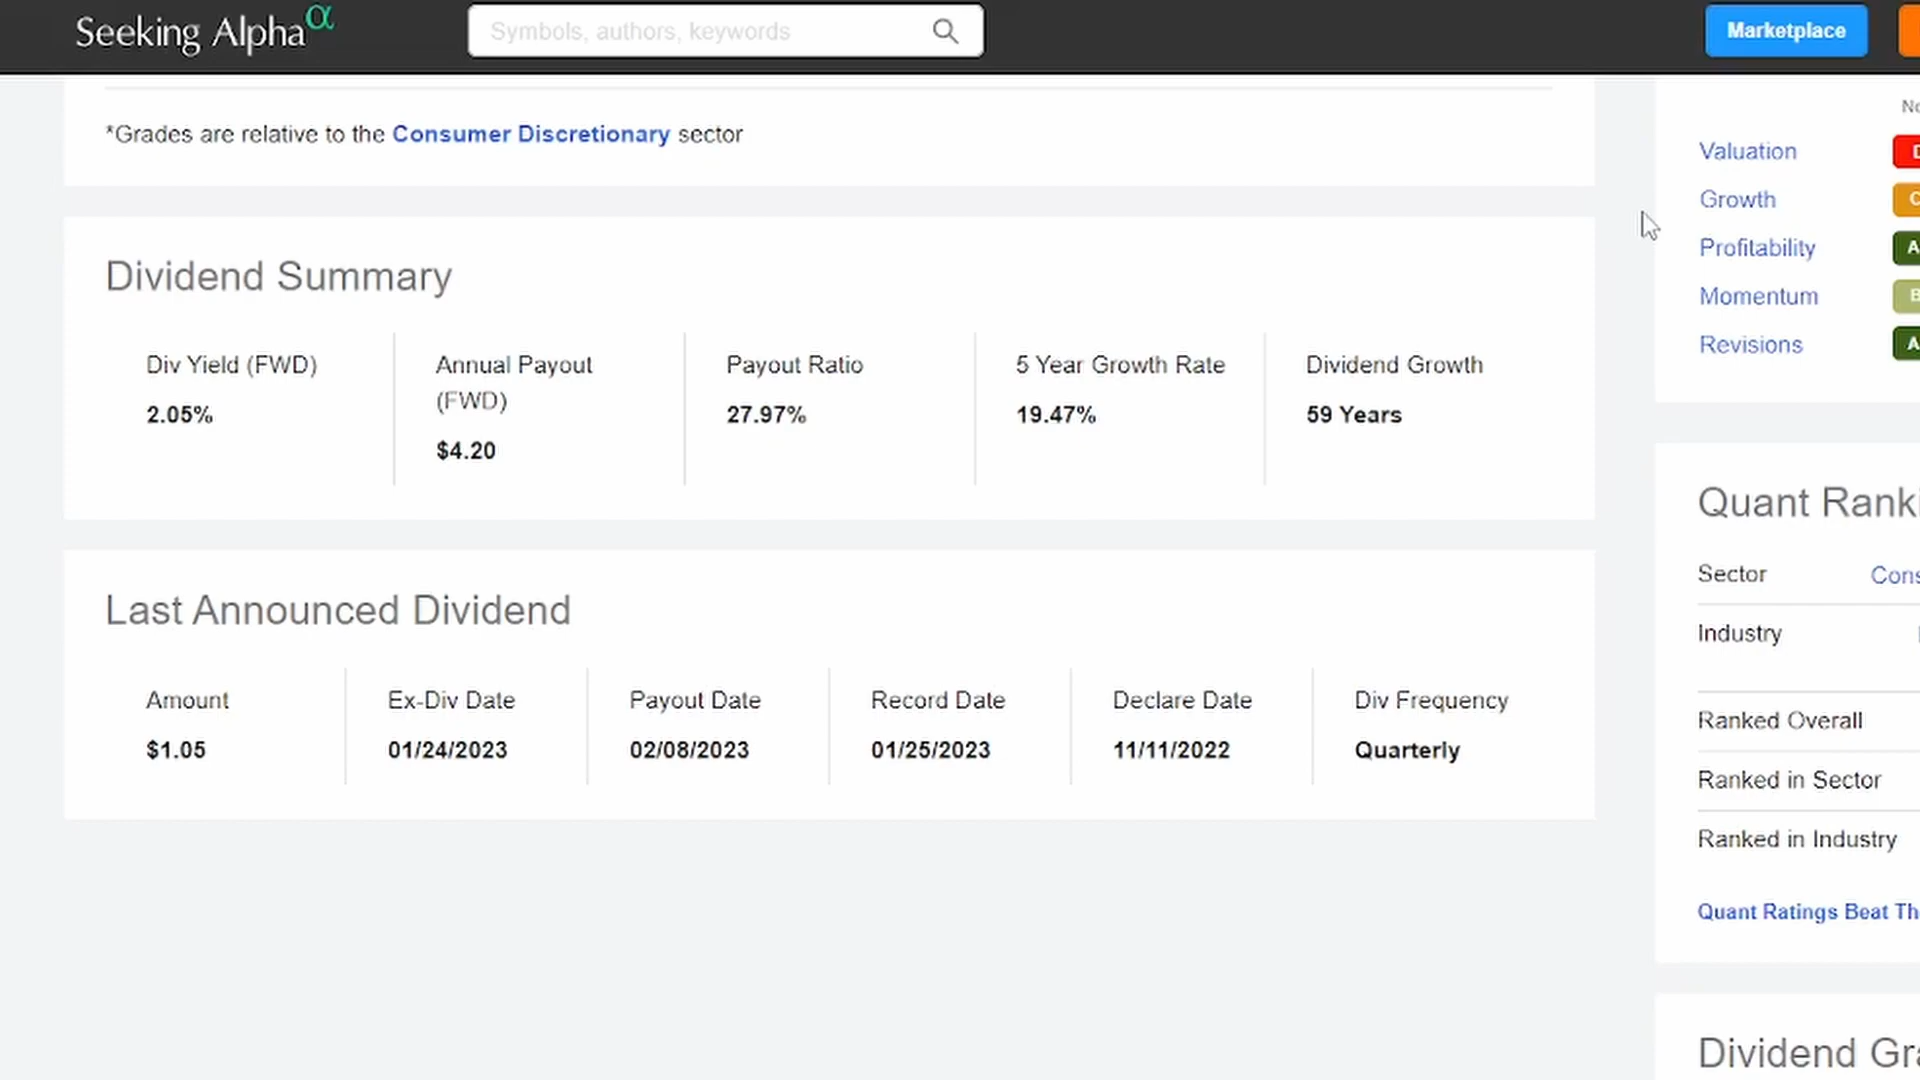 Seeking Alpha α
Symbols, authors, keywords
Marketplace
*Grades are relative to the Consumer Discretionary sector
Valuation
Growth
Profitability
Momentum
Revisions
Dividend Summary
Div Yield (FWD)
2.05%
Annual Payout
(FWD)
$4.20
Payout Ratio
27.97%
5 Year Growth Rate
19.47%
Dividend Growth
59 Years
Last Announced Dividend
Amount
$1.05
Ex-Div Date
01/24/2023
Payout Date
02/08/2023
Record Date
01/25/2023
Declare Date
11/11/2022
Div Frequency
Quarterly
Quant Ranki
Sector Cons
Industry
Ranked Overall
Ranked in Sector
Ranked in Industry
Quant Ratings Beat Th
Dividend Gra